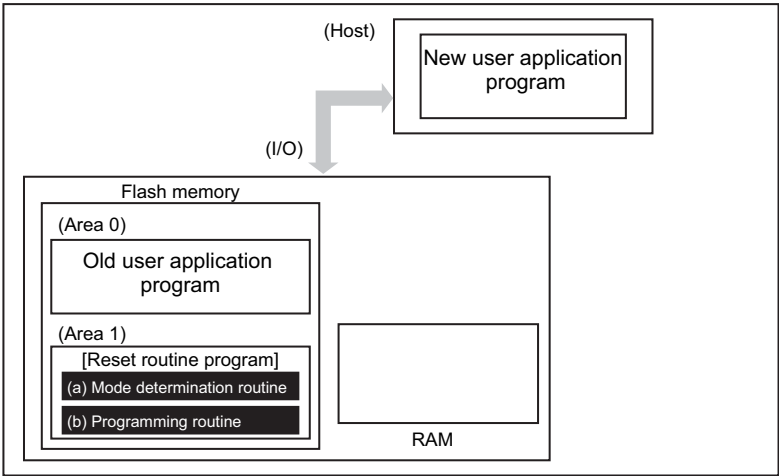 (Host)
New user application
program
(I/O)
Flash memory
(Area 0)
Old user application
program
(Area 1)
[Reset routine program]
(a) Mode determination routine
(b) Programming routine
RAM